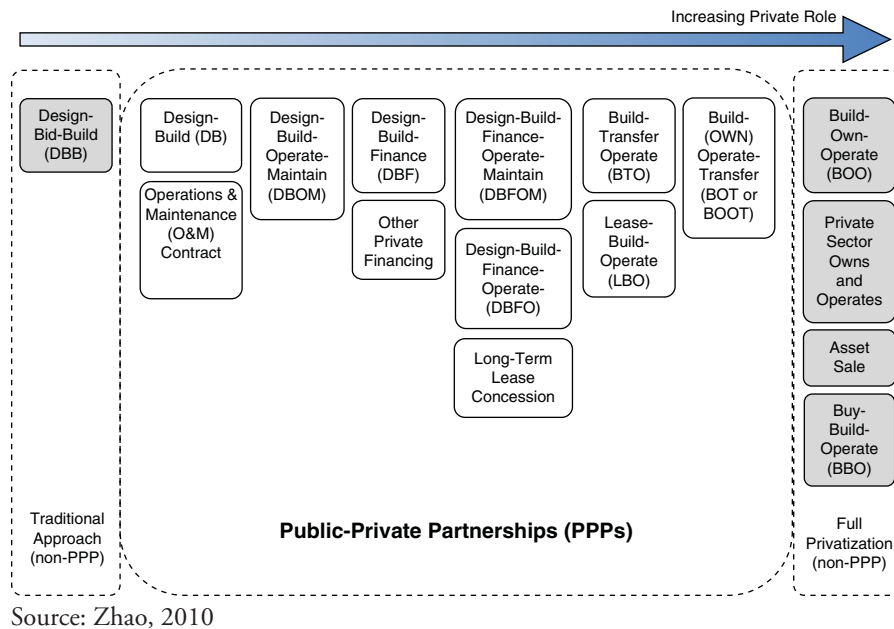 Increasing Private Role
Design-
Bid-Build
(DBB)
Traditional
Approach
(non-PPP)
Design-
Build (DB)
Operations &
Maintenance
(O&M)
Contract
Design-
Build-
Operate-
Maintain
(DBOM)
Design-
Build-
Finance
(DBF)
Other
Private
Financing
Design-Build-
Finance-
Operate-
Maintain
(DBFOM)
Design-Build-
Finance-
Operate-
(DBFO)
Long-Term
Lease
Concession
Build-
Transfer
Operate
(BTO)
Lease-
Build-
Operate
(LBO)
Build-
(OWN)
Operate-
Transfer
(BOT or
BOOT)
Public-Private Partnerships (PPPs)
Build-
Own-
Operate
(BOO)
Private
Sector
Owns
and
Operates
Asset
Sale
Buy-
Build-
Operate
(BBO)
Full
Privatization
(non-PPP)
Source: Zhao, 2010